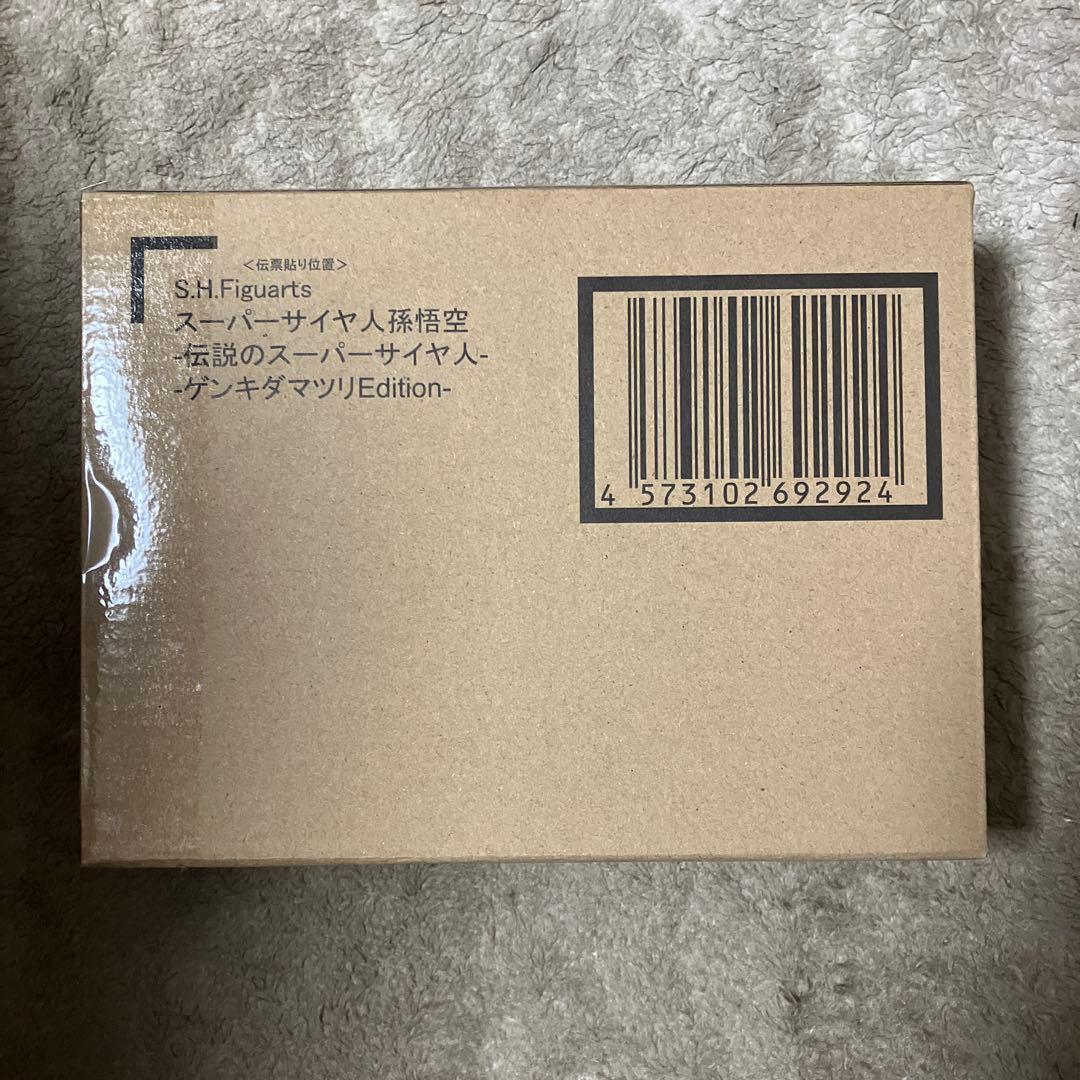 ＜伝票貼り位置＞
S.H.Figuarts
スーパーサイヤ人孫悟空
-伝説のスーパーサイヤ人-
-ゲンキダマツリEdition-
4 573102 692924